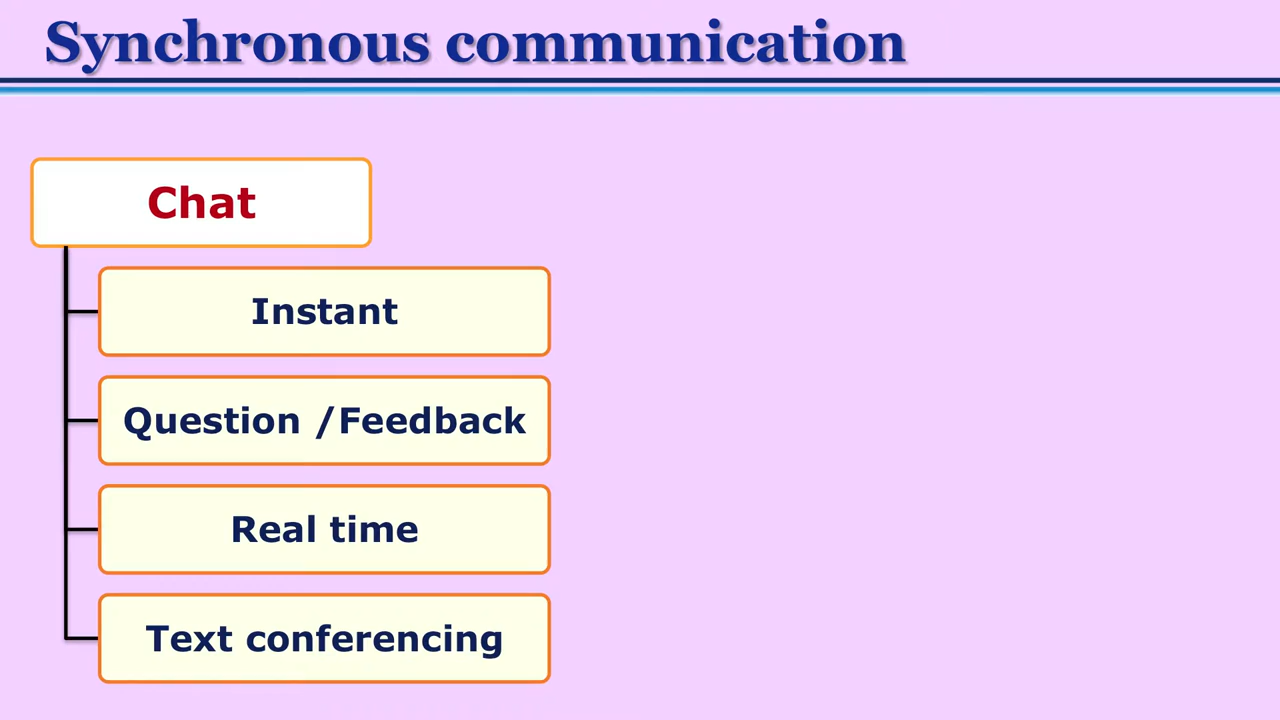 Synchronous communication
Chat
Instant
Question /Feedback
Real time
Text conferencing